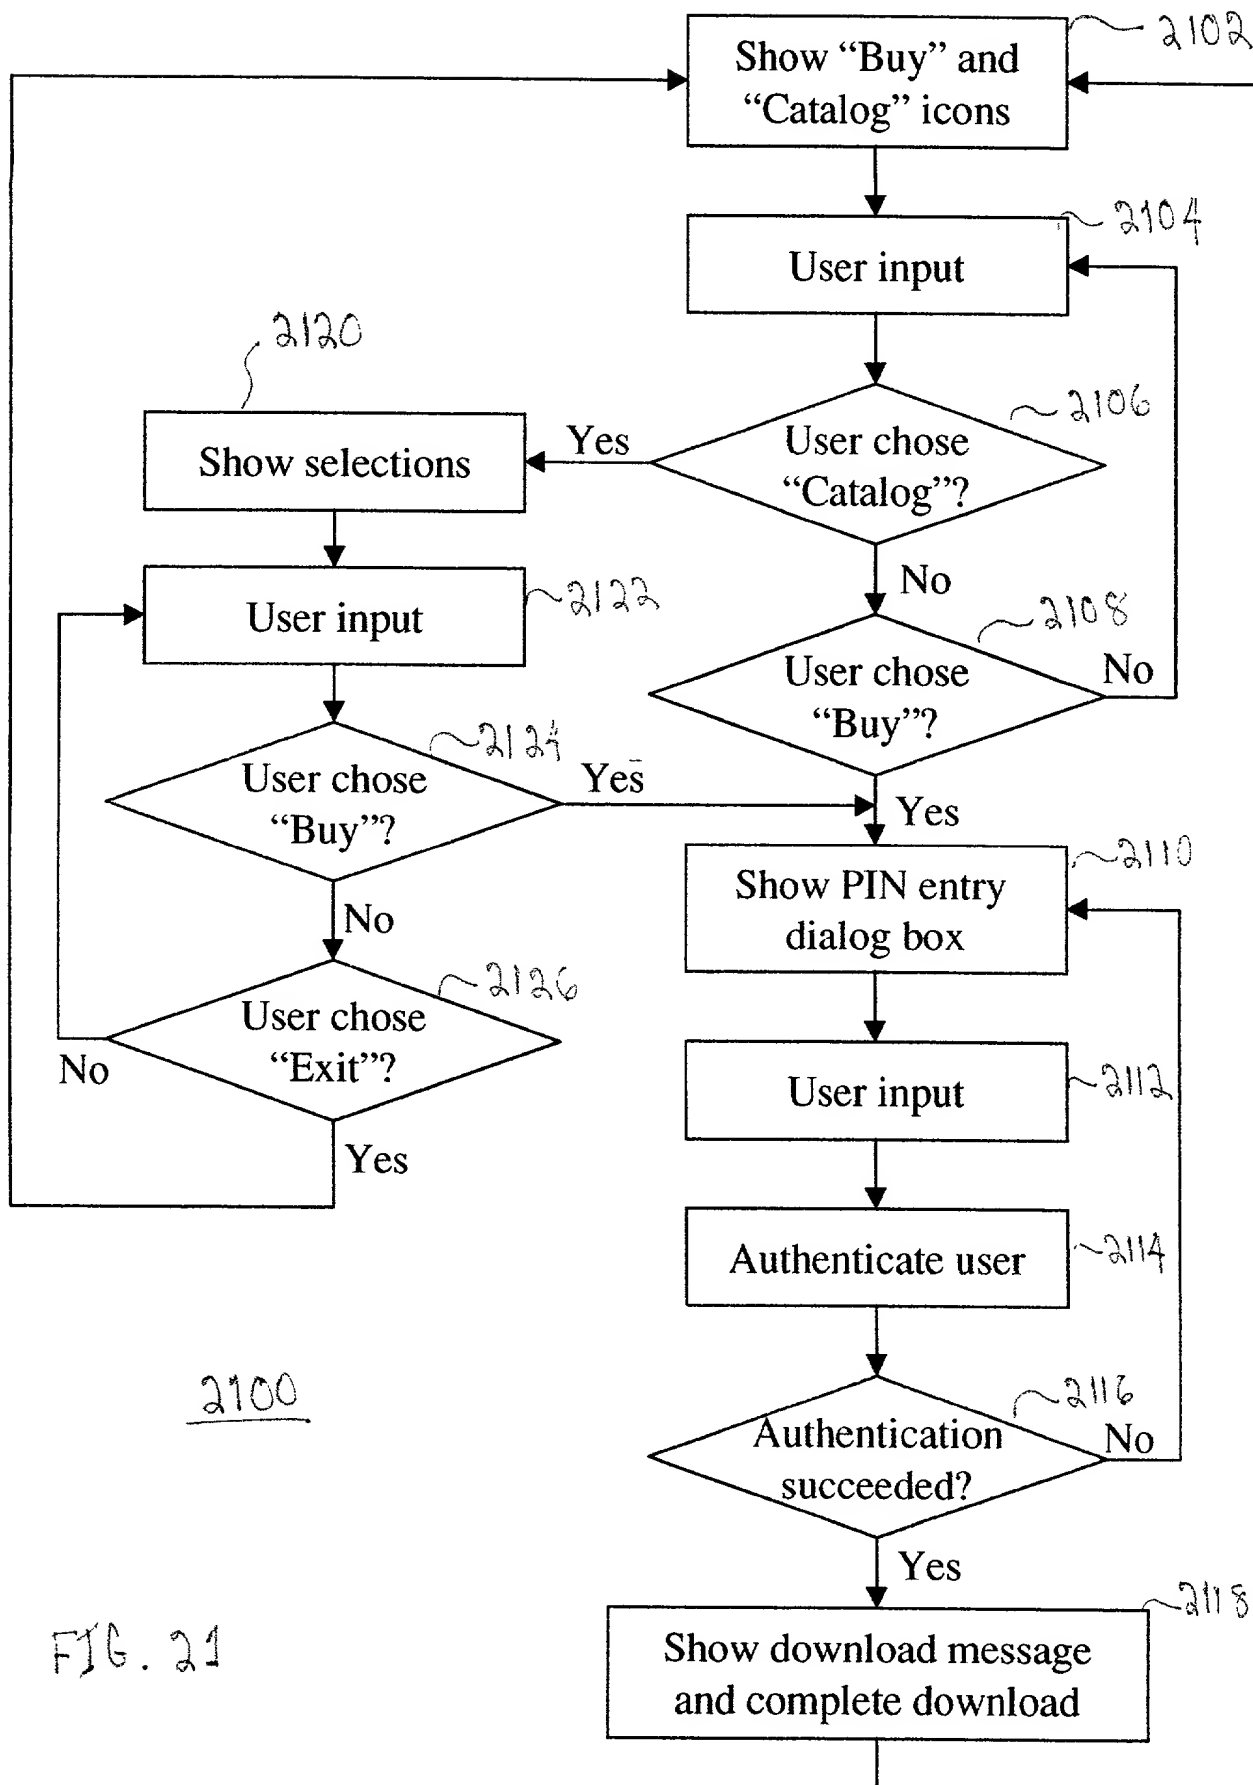 2102
Show “Buy” and
“Catalog” icons
2104
User input
2120
2106
User chose
“Catalog”?
Yes
Show selections
No
2122
User input
2108
User chose
“Buy”?
No
2124
User chose
“Buy”?
Yes
Yes
2110
Show PIN entry
dialog box
No
2126
User chose
“Exit”?
No
Yes
2112
User input
2114
Authenticate user
2100
2116
Authentication
succeeded?
No
Yes
2118
Show download message
and complete download
FIG. 21